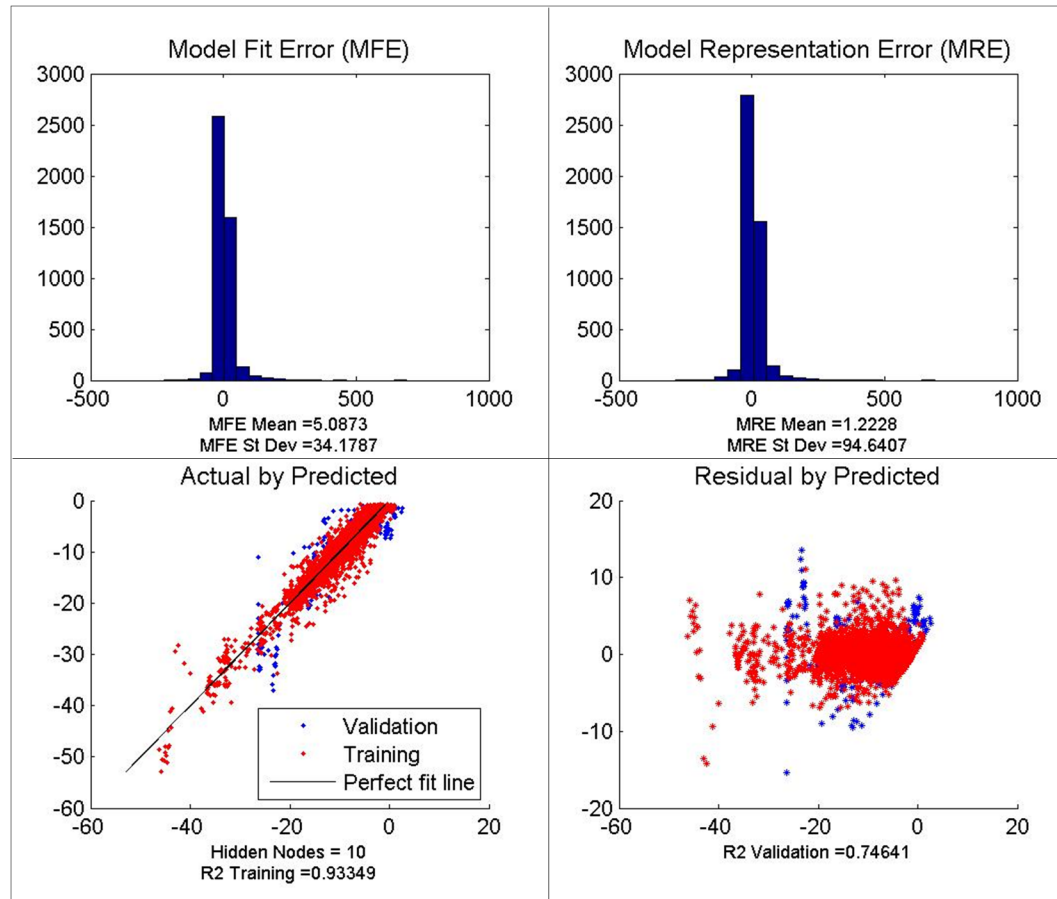 Model Fit Error (MFE)
3000
2500
2000
1500
1000
500
0
-500 0 500 1000
MFE Mean =5.0873
MFE St Dev =34.1787
Model Representation Error (MRE)
3000
2500
2000
1500
1000
500
0
-500 0 500 1000
MRE Mean =1.2228
MRE St Dev =94.6407
Actual by Predicted
0
-10
-20
-30
-40
-50
-60
Validation
Training
Perfect fit line
-60 -40 -20 0 20
Hidden Nodes = 10
R2 Training =0.93349
Residual by Predicted
20
10
0
-10
-20
-60 -40 -20 0 20
R2 Validation =0.74641